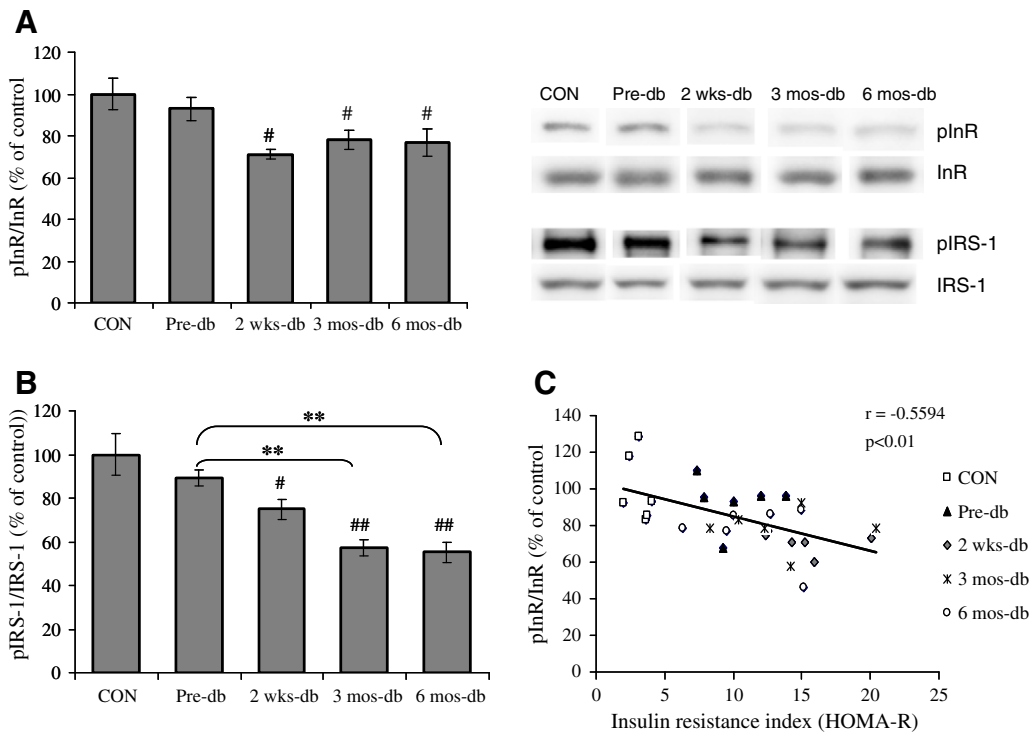 A
120
100
80
60
40
20
0
pInR/InR (% of control
#
#
#
CON Pre-db 2 wks-db 3 mos-db 6 mos-db
CON Pre-db 2 wks-db 3 mos-db 6 mos-db
pInR
InR
pIRS-1
IRS-1
B
120
100
80
60
40
20
0
pIRS-1/IRS-1 (% of control))
**
**
#
##
##
CON Pre-db 2 wks-db 3 mos-db 6 mos-db
C
140
120
100
80
60
40
20
0
pInR/InR (% of control
r = -0.5594
p<0.01
CON
Pre-db
2 wks-db
3 mos-db
6 mos-db
0 5 10 15 20 25
Insulin resistance index (HOMA-R)